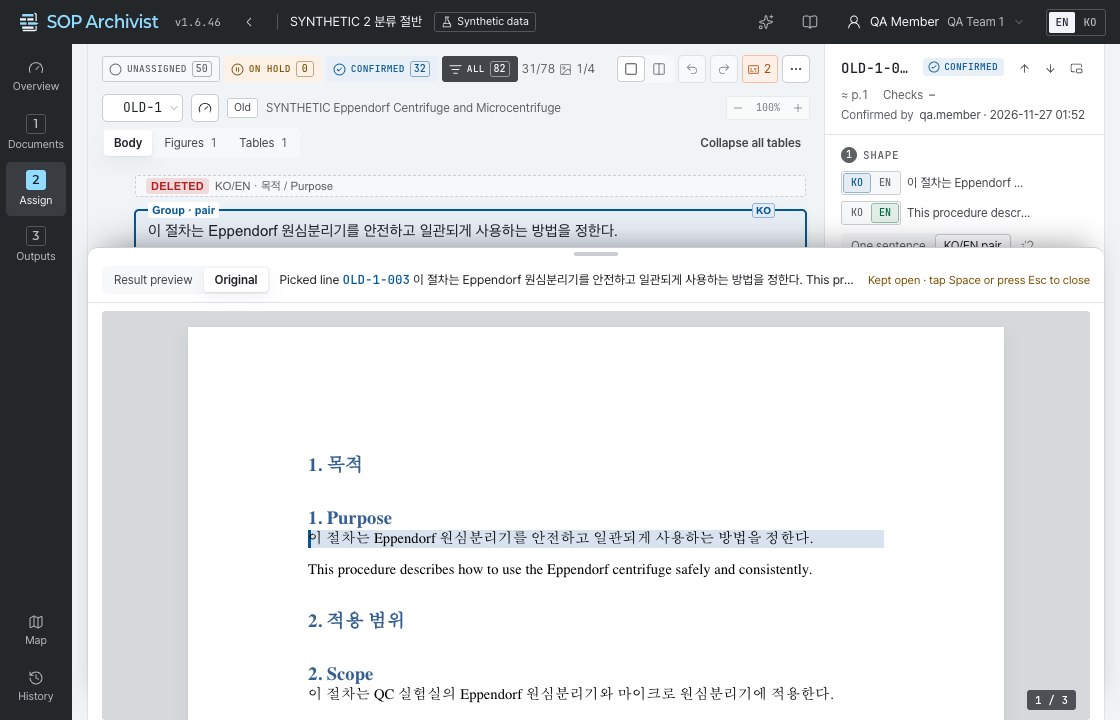 SOP Archivist v1.6.46 SYNTHETIC 2 분류 절반 Synthetic data QA Member QA Team 1 EN KO
Overview
1
Documents
2
Assign
3
Outputs
Map
History
UNASSIGNED 50 ON HOLD 0 CONFIRMED 32 ALL 82 31/78 1/4 2
OLD-1 Old SYNTHETIC Eppendorf Centrifuge and Microcentrifuge − 100% +
Body Figures 1 Tables 1 Collapse all tables
DELETED KO/EN · 목적 / Purpose
Group · pair KO
이 절차는 Eppendorf 원심분리기를 안전하고 일관되게 사용하는 방법을 정한다.
OLD-1-0… CONFIRMED
≈ p.1 Checks –
Confirmed by qa.member · 2026-11-27 01:52
1 SHAPE
KO EN 이 절차는 Eppendorf …
KO EN This procedure descr…
One sentence KO/EN pair
Result preview Original Picked line OLD-1-003 이 절차는 Eppendorf 원심분리기를 안전하고 일관되게 사용하는 방법을 정한다. This pr… Kept open · tap Space or press Esc to close
1. 목적
1. Purpose
이 절차는 Eppendorf 원심분리기를 안전하고 일관되게 사용하는 방법을 정한다.
This procedure describes how to use the Eppendorf centrifuge safely and consistently.
2. 적용 범위
2. Scope
이 절차는 QC 실험실의 Eppendorf 원심분리기와 마이크로 원심분리기에 적용한다.
1 / 3